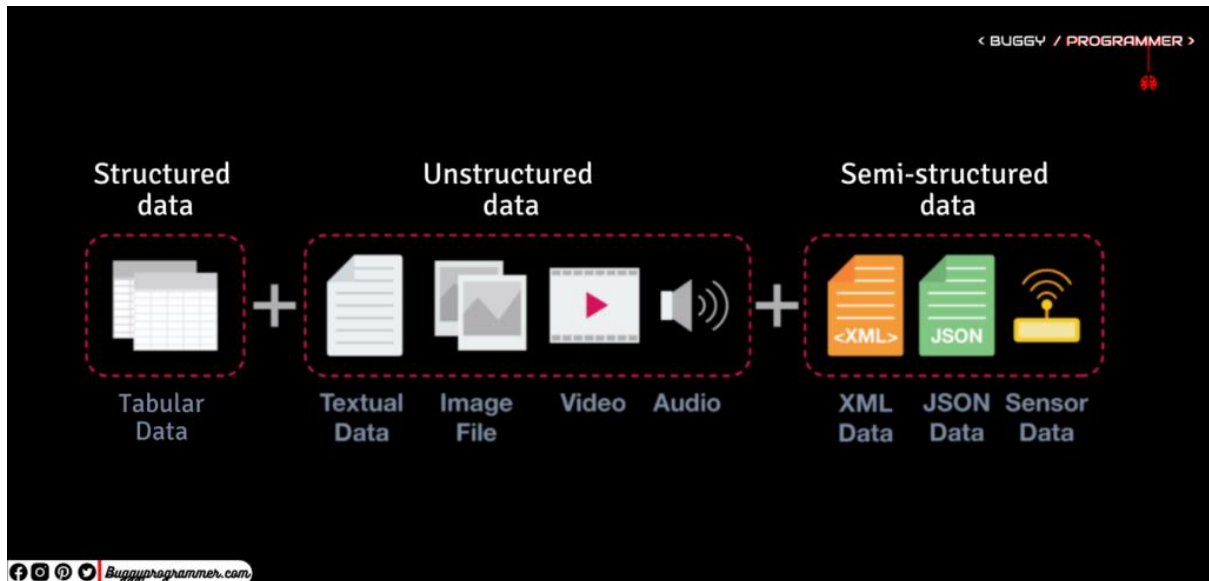 < BUGGY / PROGRAMMER >
Structured
data
Unstructured
data
Semi-structured
data
<XML>
JSON
Tabular
Data
Textual
Data
Image
File
Video
Audio
XML
Data
JSON
Data
Sensor
Data
Buggyprogrammer.com